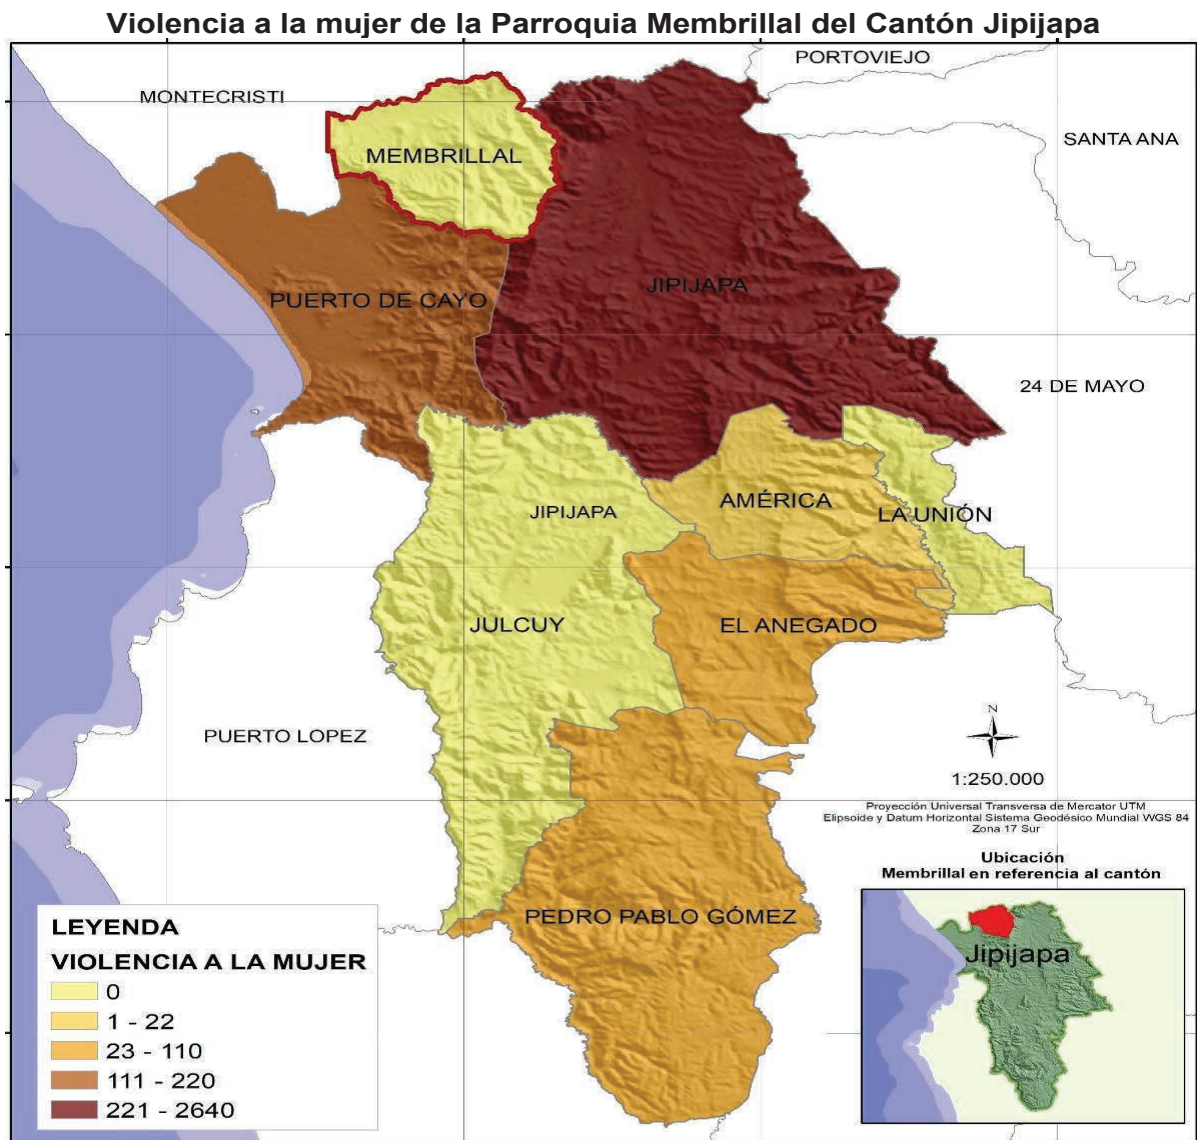 Violencia a la mujer de la Parroquia Membrillal del Cantón Jipijapa
PORTOVIEJO
MONTECRISTI
SANTA ANA
MEMBRILLAL
JIPIJAPA
PUERTO DE CAYO
24 DE MAYO
AMÉRICA
JIPIJAPA
LA UNIÓN
JULCUY
EL ANEGADO
PUERTO LOPEZ
N
1:250.000
Proyección Universal Transversa de Mercator UTM
Elipsoide y Datum Horizontal Sistema Geodésico Mundial WGS 84
Zona 17 Sur
Ubicación
Membrillal en referencia al cantón
PEDRO PABLO GÓMEZ
Jipijapa
LEYENDA
VIOLENCIA A LA MUJER
0
1 - 22
23 - 110
111 - 220
221 - 2640